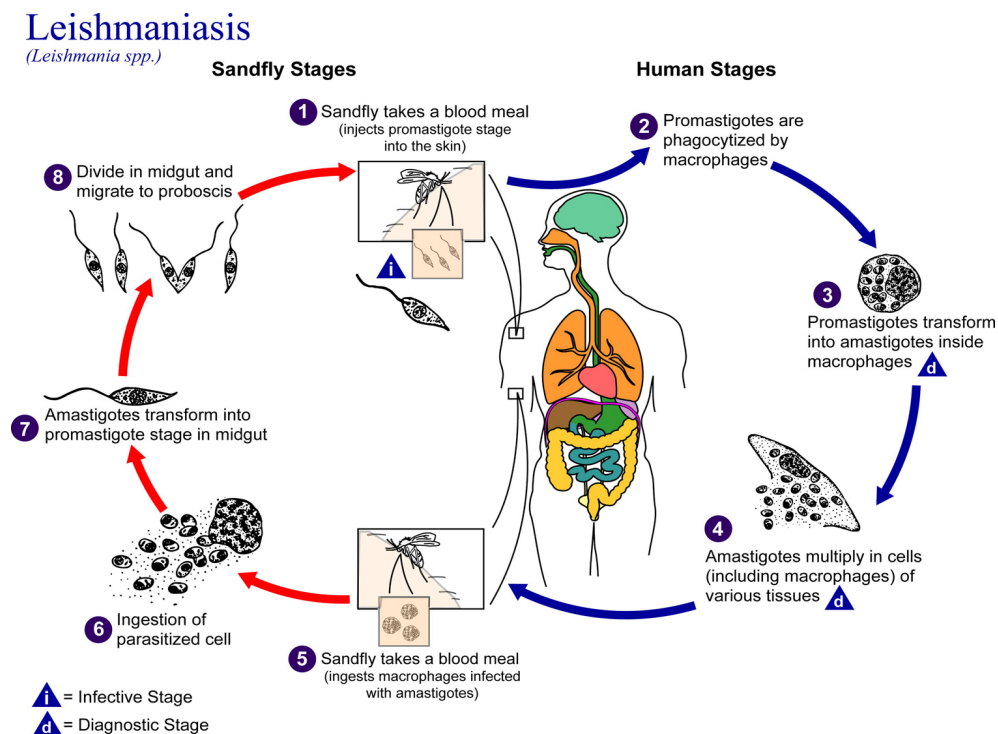 Leishmaniasis
(Leishmania spp.)
Sandfly Stages
Human Stages
1 Sandfly takes a blood meal
(injects promastigote stage
into the skin)
2 Promastigotes are
phagocytized by
macrophages
8 Divide in midgut and
migrate to proboscis
i
3
Promastigotes transform
into amastigotes inside
macrophages d
7 Amastigotes transform into
promastigote stage in midgut
4
Amastigotes multiply in cells
(including macrophages) of
various tissues d
6 Ingestion of
parasitized cell
5 Sandfly takes a blood meal
(ingests macrophages infected
with amastigotes)
i = Infective Stage
d = Diagnostic Stage